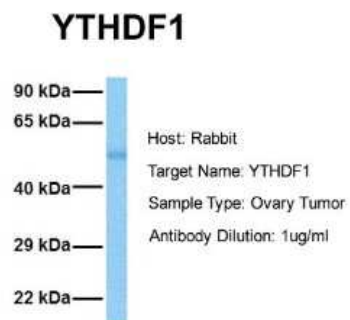 YTHDF1
90 kDa
65 kDa
40 kDa
29 kDa
22 kDa
Host: Rabbit
Target Name: YTHDF1
Sample Type: Ovary Tumor
Antibody Dilution: 1ug/ml